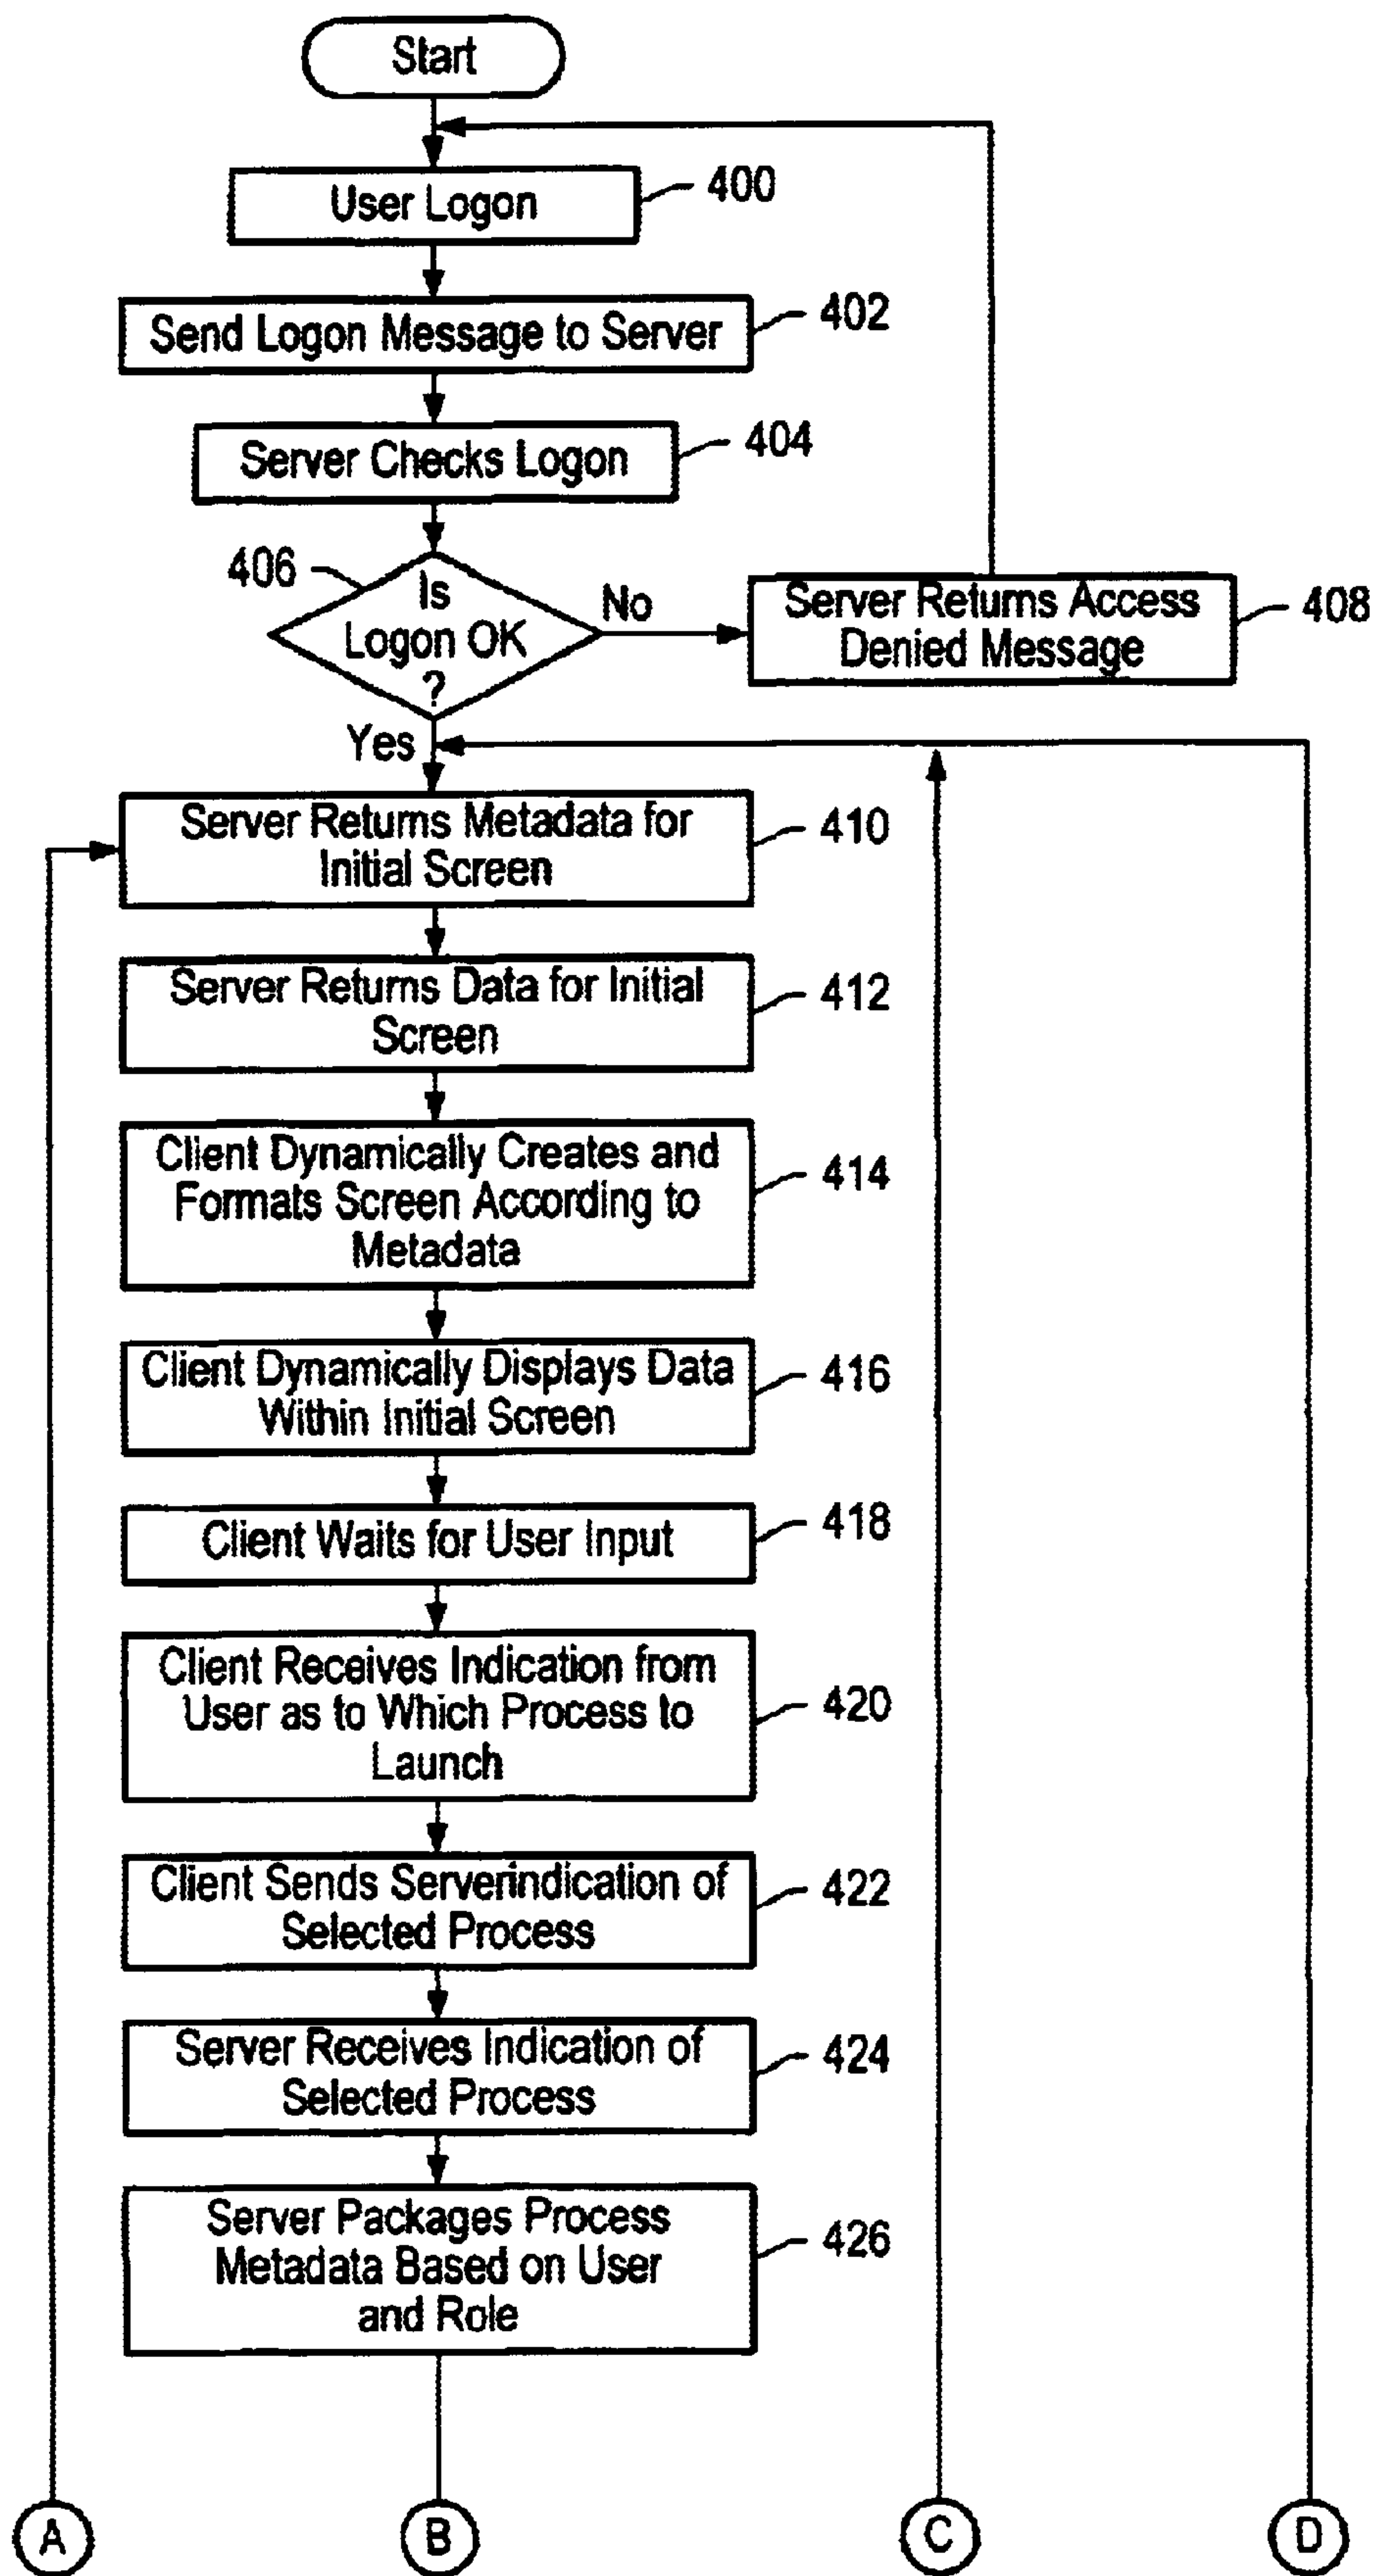 Start
User Logon
400
Send Logon Message to Server
402
Server Checks Logon
404
406
Is
Logon OK
?
No
Server Returns Access
Denied Message
408
Yes
Server Returns Metadata for
Initial Screen
410
Server Returns Data for Initial
Screen
412
Client Dynamically Creates and
Formats Screen According to
Metadata
414
Client Dynamically Displays Data
Within Initial Screen
416
Client Waits for User Input
418
Client Receives Indication from
User as to Which Process to
Launch
420
Client Sends Serverindication of
Selected Process
422
Server Receives Indication of
Selected Process
424
Server Packages Process
Metadata Based on User
and Role
426
A
B
C
D